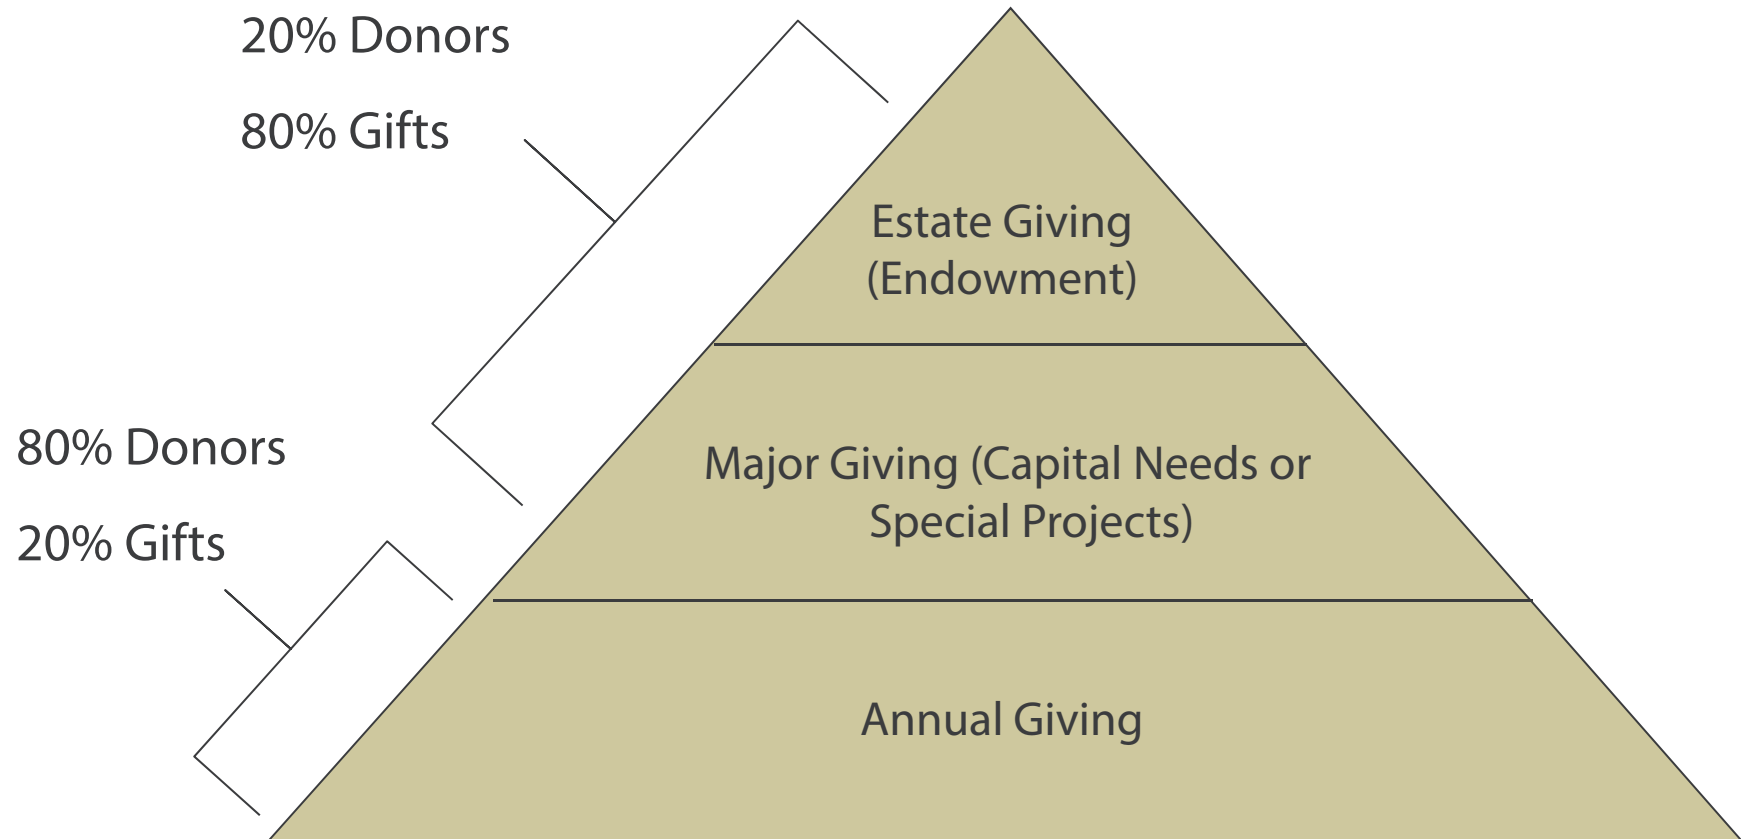 20% Donors
80% Gifts
Estate Giving
(Endowment)
80% Donors
20% Gifts
Major Giving (Capital Needs or
Special Projects)
Annual Giving